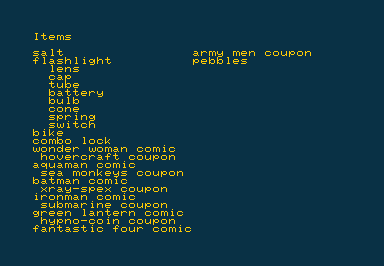 Items
salt
flashlight
lens
cap
tube
battery
bulb
cone
spring
switch
bike
combo lock
wonder woman comic
hovercraft coupon
aquaman comic
sea monkeys coupon
batman comic
xray-spex coupon
ironman comic
submarine coupon
green lantern comic
hypno-coin coupon
fantastic four comic
army men coupon
pebbles